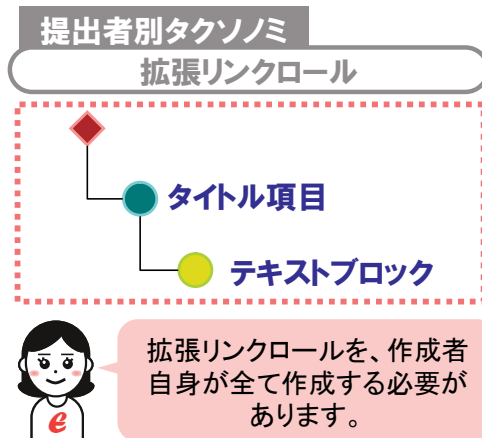 提出者別タクソノミ
拡張リンクロール
タイトル項目
テキストブロック
拡張リンクロールを、作成者
自身が全て作成する必要が
あります。
e